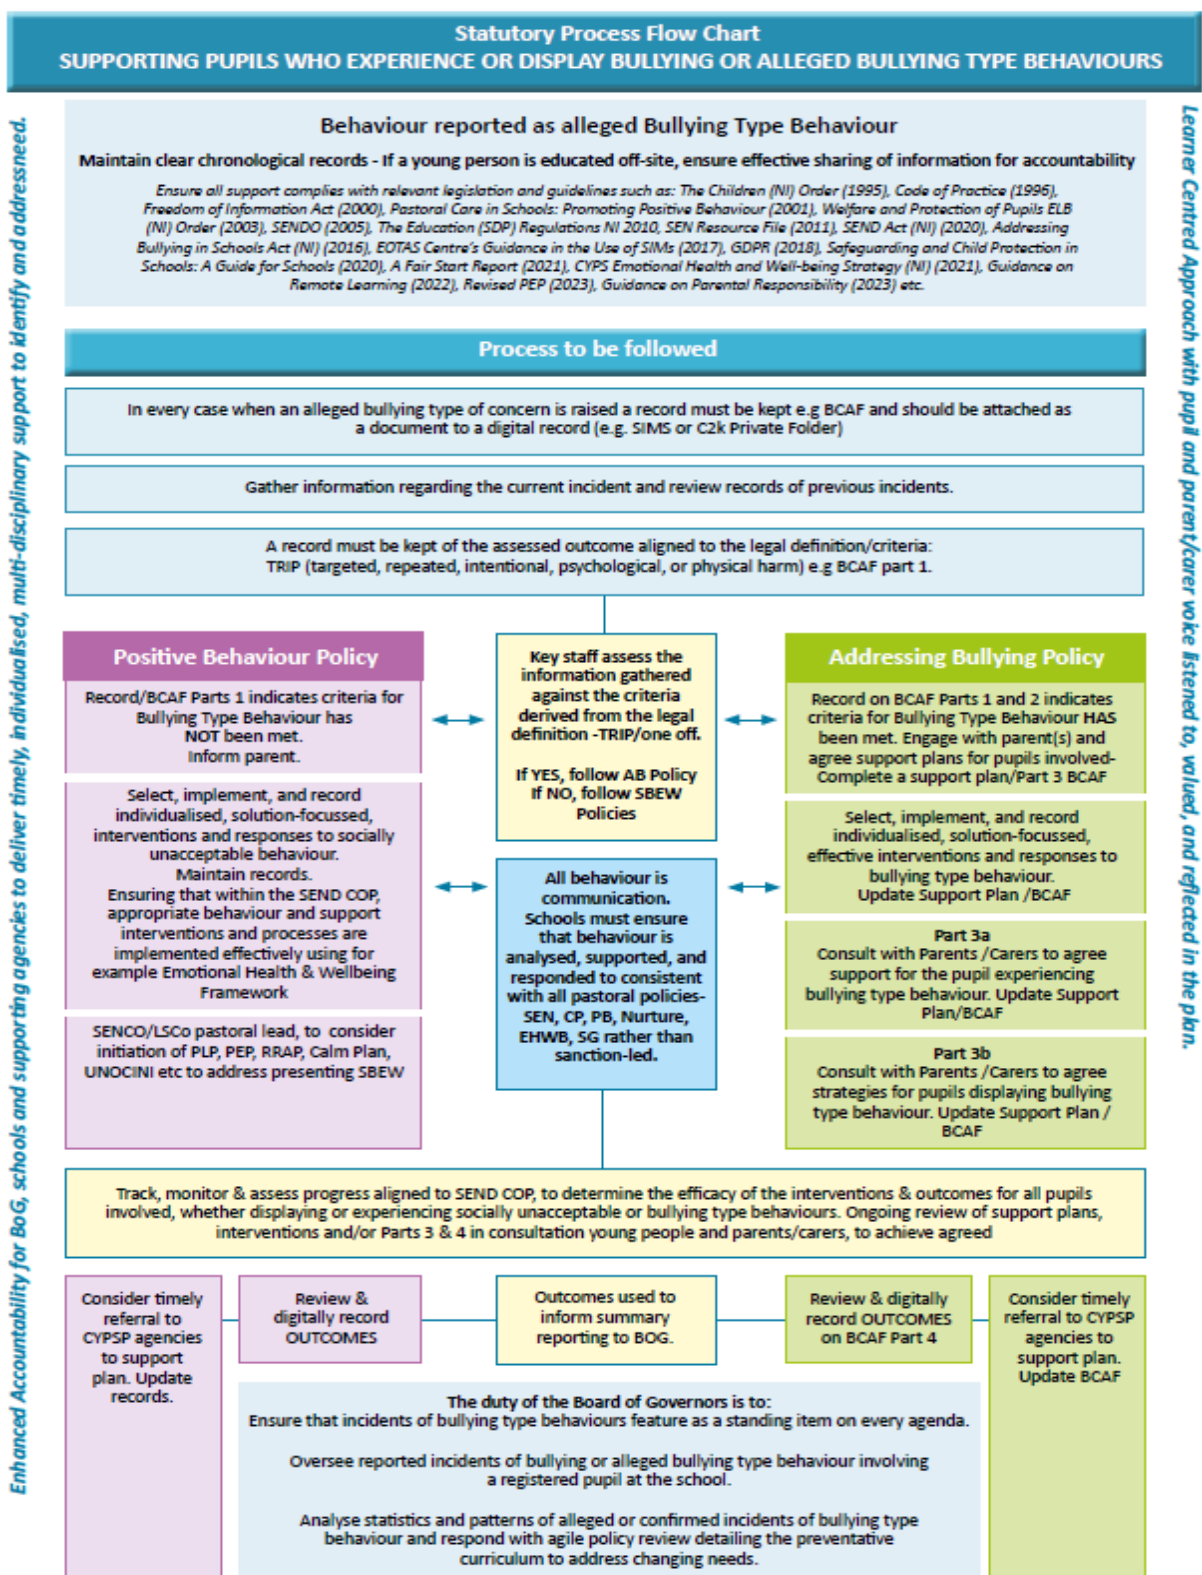 Statutory Process Flow Chart
SUPPORTING PUPILS WHO EXPERIENCE OR DISPLAY BULLYING OR ALLEGED BULLYING TYPE BEHAVIOURS
Enhanced Accountability for BoG, schools and supporting agencies to deliver timely, individualised, multi-disciplinary support to identify and addressneed.
Learner Centred Approach with pupil and parent/carer voice listened to, valued, and reflected in the plan.
Behaviour reported as alleged Bullying Type Behaviour
Maintain clear chronological records - If a young person is educated off-site, ensure effective sharing of information for accountability
Ensure all support complies with relevant legislation and guidelines such as: The Children (NI) Order (1995), Code of Practice (1996),
Freedom of Information Act (2000), Pastoral Care in Schools: Promoting Positive Behaviour (2001), Welfare and Protection of Pupils ELB
(NI) Order (2003), SENDO (2005), The Education (SDP) Regulations NI 2010, SEN Resource File (2011), SEND Act (NI) (2020), Addressing
Bullying in Schools Act (NI) (2016), EOTAS Centre's Guidance in the Use of SIMs (2017), GDPR (2018), Safeguarding and Child Protection in
Schools: A Guide for Schools (2020), A Fair Start Report (2021), CYPS Emotional Health and Well-being Strategy (NI) (2021), Guidance on
Remote Learning (2022), Revised PEP (2023), Guidance on Parental Responsibility (2023) etc.
Process to be followed
In every case when an alleged bullying type of concern is raised a record must be kept e.g BCAF and should be attached as
a document to a digital record (e.g. SIMS or C2k Private Folder)
Gather information regarding the current incident and review records of previous incidents.
A record must be kept of the assessed outcome aligned to the legal definition/criteria:
TRIP (targeted, repeated, intentional, psychological, or physical harm) e.g BCAF part 1.
Positive Behaviour Policy
Record/BCAF Parts 1 indicates criteria for
Bullying Type Behaviour has
NOT been met.
Inform parent.
Select, implement, and record
individualised, solution-focussed,
interventions and responses to socially
unacceptable behaviour.
Maintain records.
Ensuring that within the SEND COP,
appropriate behaviour and support
interventions and processes are
implemented effectively using for
example Emotional Health & Wellbeing
Framework
SENCO/LSCo pastoral lead, to consider
initiation of PLP, PEP, RRAP, Calm Plan,
UNOCINI etc to address presenting SBEW
Key staff assess the
information gathered
against the criteria
derived from the legal
definition -TRIP/one off.
If YES, follow AB Policy
If NO, follow SBEW
Policies
All behaviour is
communication.
Schools must ensure
that behaviour is
analysed, supported, and
responded to consistent
with all pastoral policies-
SEN, CP, PB, Nurture,
EHWB, SG rather than
sanction-led.
Addressing Bullying Policy
Record on BCAF Parts 1 and 2 indicates
criteria for Bullying Type Behaviour HAS
been met. Engage with parent(s) and
agree support plans for pupils involved-
Complete a support plan/Part 3 BCAF
Select, implement, and record
individualised, solution-focussed,
effective interventions and responses to
bullying type behaviour.
Update Support Plan /BCAF
Part 3a
Consult with Parents /Carers to agree
support for the pupil experiencing
bullying type behaviour. Update Support
Plan/BCAF
Part 3b
Consult with Parents /Carers to agree
strategies for pupils displaying bullying
type behaviour. Update Support Plan /
BCAF
Track, monitor & assess progress aligned to SEND COP, to determine the efficacy of the interventions & outcomes for all pupils
involved, whether displaying or experiencing socially unacceptable or bullying type behaviours. Ongoing review of support plans,
interventions and/or Parts 3 & 4 in consultation young people and parents/carers, to achieve agreed
Consider timely
referral to
CYPSP agencies
to support
plan. Update
records.
Review &
digitally record
OUTCOMES
Outcomes used to
inform summary
reporting to BOG.
Review & digitally
record OUTCOMES
on BCAF Part 4
Consider timely
referral to CYPSP
agencies to
support plan.
Update BCAF
The duty of the Board of Governors is to:
Ensure that incidents of bullying type behaviours feature as a standing item on every agenda.
Oversee reported incidents of bullying or alleged bullying type behaviour involving
a registered pupil at the school.
Analyse statistics and patterns of alleged or confirmed incidents of bullying type
behaviour and respond with agile policy review detailing the preventative
curriculum to address changing needs.